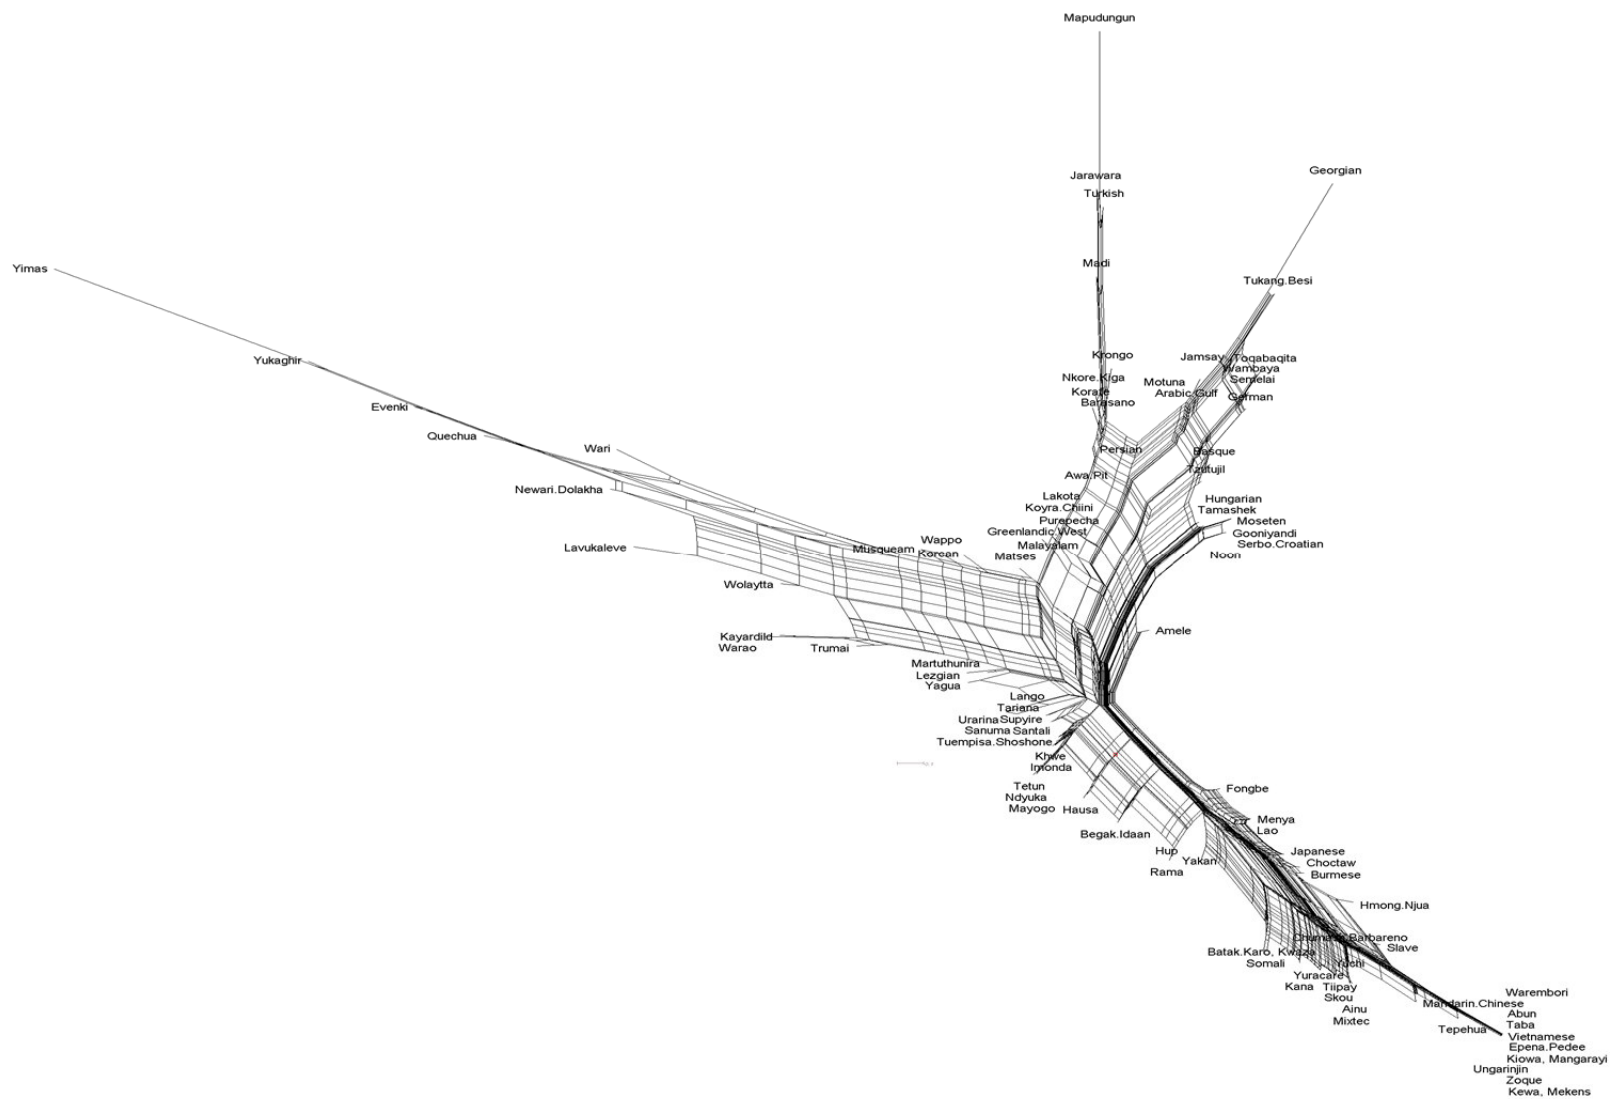 Mapudungun
Georgian
Jarawara
Turkish
Madi
Yimas
Tukang.Besi
Krongo
Jamsay
Toqabaqita
Yukaghir
Wambaya
Nkore.Kiga
Semelai
Motuna
Korafe
Arabic.Gulf
German
Barasano
Evenki
Quechua
Wari
Persian
Basque
Awa.Pit
Tzutujil
Newari.Dolakha
Lakota
Hungarian
Koyra.Chiini
Tamashek
Purepecha
Moseten
Greenlandic.West
Gooniyandi
Wappo
Malayalam
Serbo.Croatian
Lavukaleve
Musqueam
Korean
Matses
Noon
Wolaytta
Amele
Kayardild
Warao
Trumai
Martuthunira
Lezgian
Yagua
Lango
Tariana
Urarina Supyire
Sanuma Santali
Tuempisa.Shoshone
Khwe
Imonda
Tetun
Fongbe
Ndyuka
Mayogo
Hausa
Menya
Begak.Idaan
Lao
Hup
Japanese
Yakan
Choctaw
Rama
Burmese
Hmong.Njua
Chumash.Barbareno
Slave
Batak.Karo, Kwaza
Somali
Yuchi
Yuracare
Kana
Tiipay
Skou
Warembori
Mandarin.Chinese
Ainu
Abun
Mixtec
Taba
Tepehua
Vietnamese
Epena.Pedee
Kiowa, Mangarayi
Ungarinjin
Zoque
Kewa, Mekens